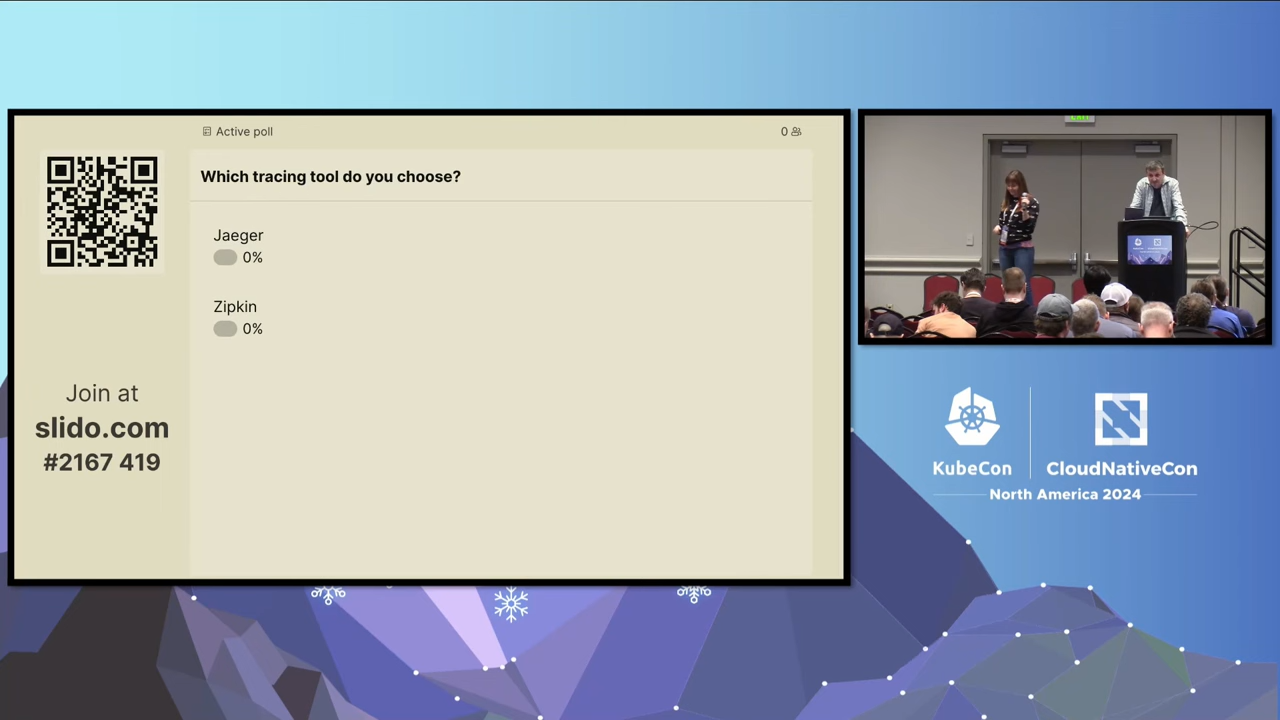 Active poll
0
Which tracing tool do you choose?
Jaeger
0%
Zipkin
0%
Join at
slido.com
#2167 419
EXIT
KubeCon
CloudNativeCon
North America 2024